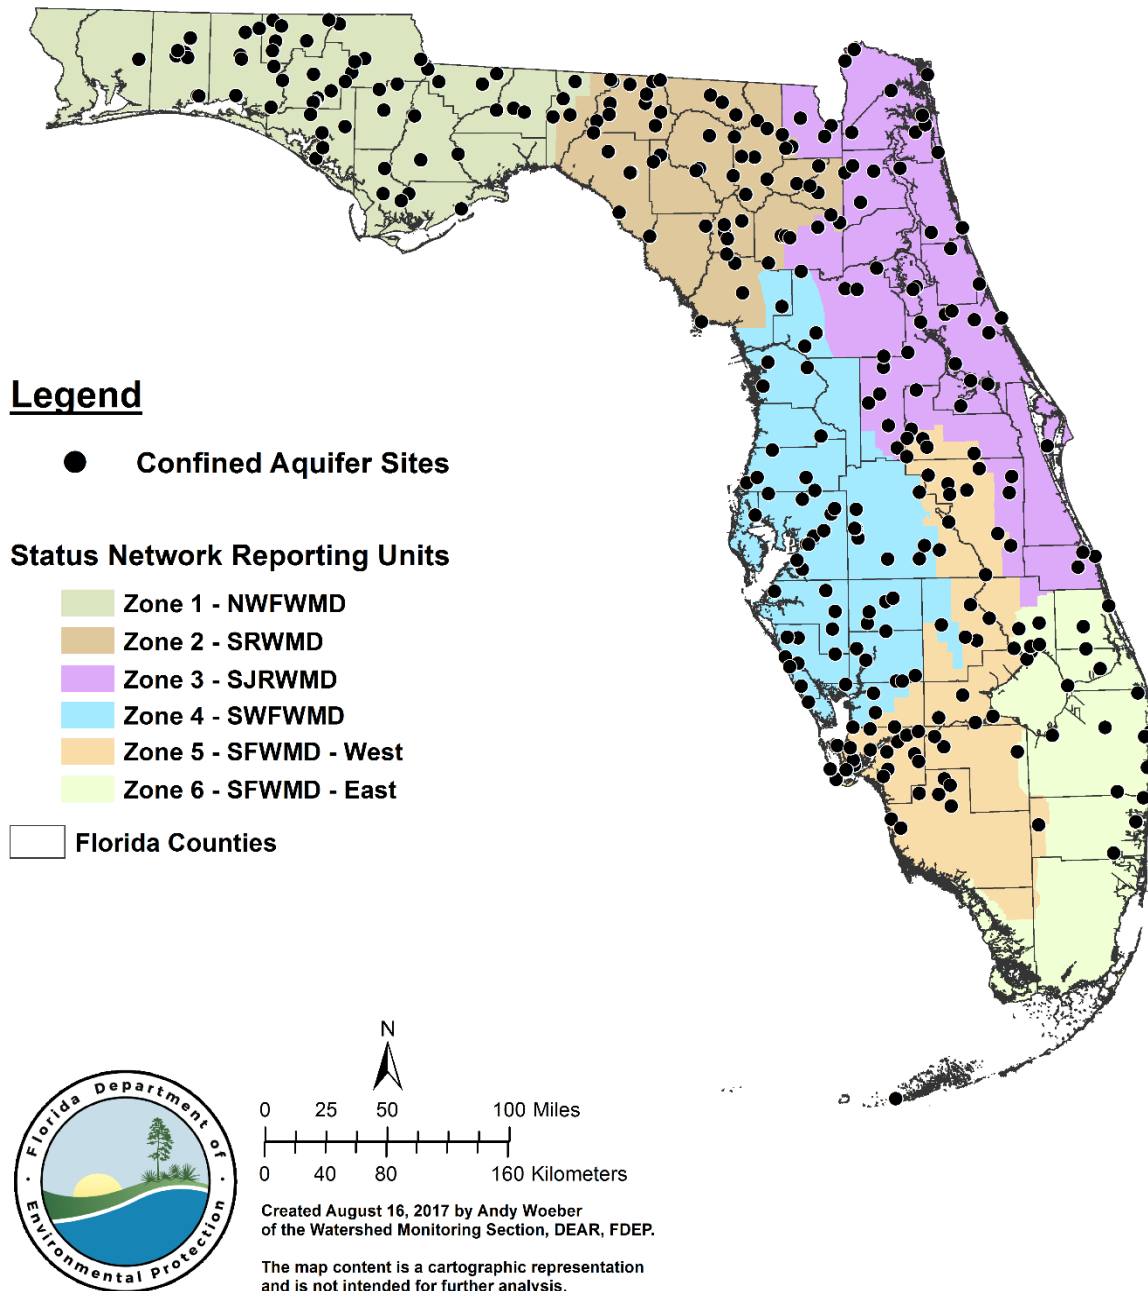 Legend
Confined Aquifer Sites
Status Network Reporting Units
Zone 1 - NWFWMD
Zone 2 - SRWMD
Zone 3 - SJRWMD
Zone 4 - SWFWMD
Zone 5 - SFWMD - West
Zone 6 - SFWMD - East
Florida Counties
N
0 25 50 100 Miles
0 40 80 160 Kilometers
Florida Department of
Environmental Protection
Created August 16, 2017 by Andy Woeber
of the Watershed Monitoring Section, DEAR, FDEP.
The map content is a cartographic representation
and is not intended for further analysis.